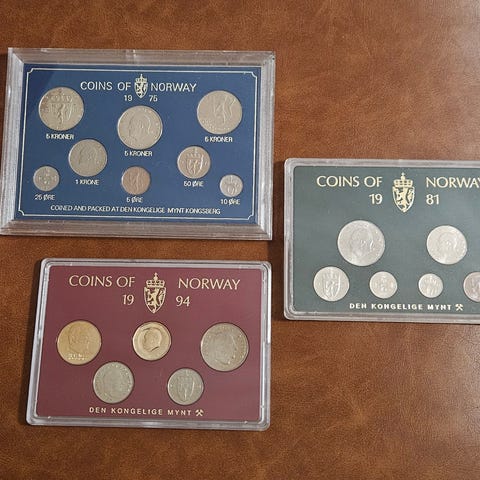 COINS OF NORWAY
19 75
5 KRONER
5 KRONER
5 KRONER
1 KRONE
50 ØRE
25 ØRE
5 ØRE
10 ØRE
COINED AND PACKED AT DEN KONGELIGE MYNT KONGSBERG
COINS OF NORWAY
19 81
DEN KONGELIGE MYNT
COINS OF NORWAY
19 94
DEN KONGELIGE MYNT